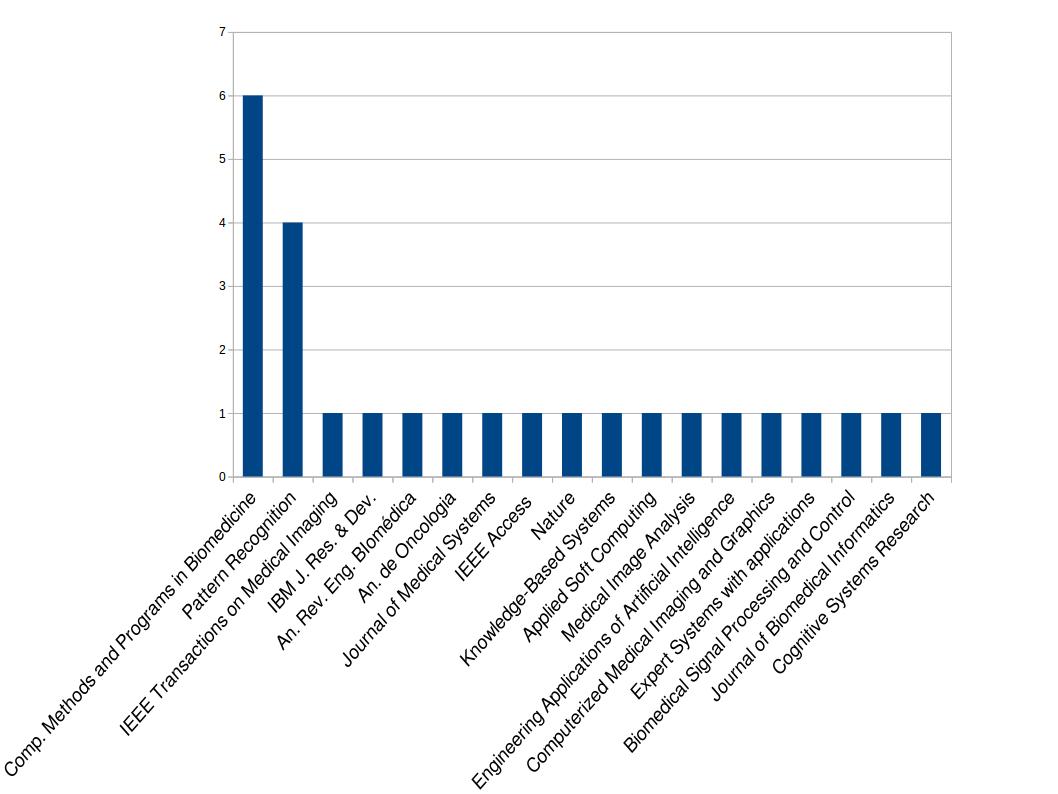 7
6
5
4
3
2
1
0
Comp. Methods and Programs in Biomedicine
Pattern Recognition
IEEE Transactions on Medical Imaging
IBM J. Res. & Dev.
An. Rev. Eng. BIomédica
An. de Oncologia
Journal of Medical Systems
IEEE Access
Nature
Knowledge-Based Systems
Applied Soft Computing
Medical Image Analysis
Engineering Applications of Artificial Intelligence
Computerized Medical Imaging and Graphics
Expert Systems with applications
Biomedical Signal Processing and Control
Journal of Biomedical Informatics
Cognitive Systems Research